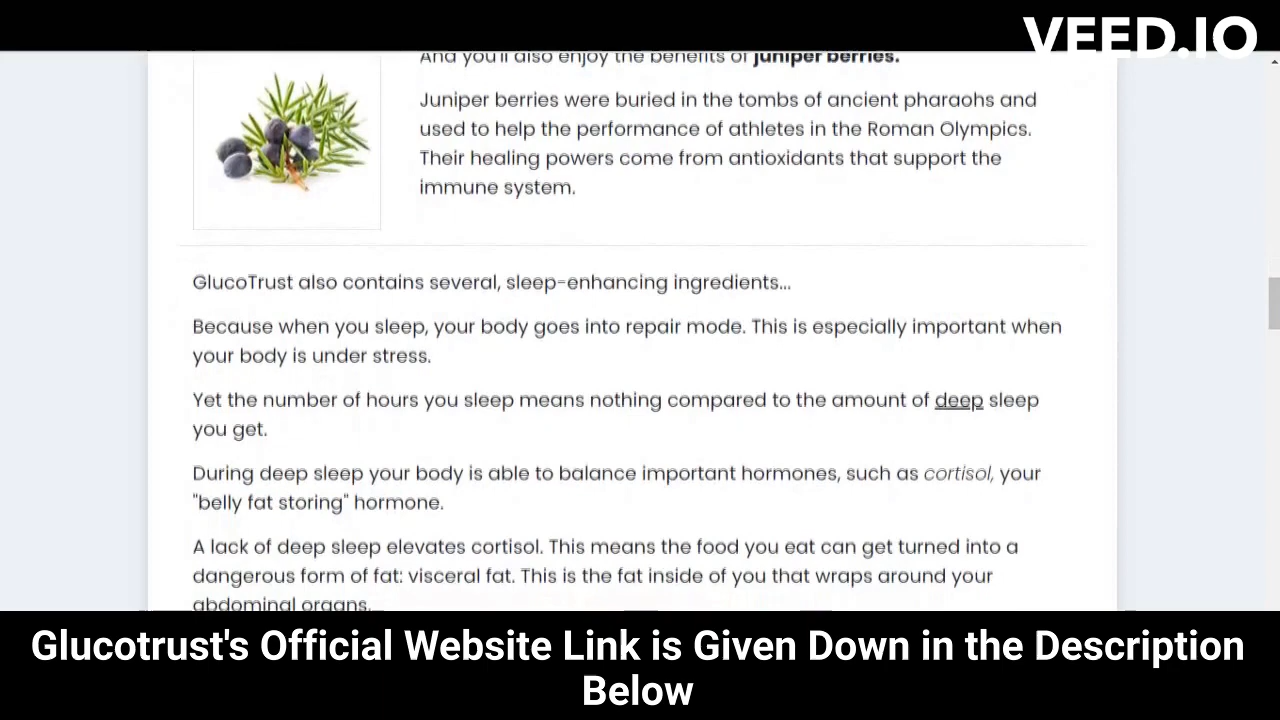 VEED.IO
And you'll also enjoy the benefits of juniper berries.
Juniper berries were buried in the tombs of ancient pharaohs and
used to help the performance of athletes in the Roman Olympics.
Their healing powers come from antioxidants that support the
immune system.
GlucoTrust also contains several, sleep-enhancing ingredients...
Because when you sleep, your body goes into repair mode. This is especially important when
your body is under stress.
Yet the number of hours you sleep means nothing compared to the amount of deep sleep
you get.
During deep sleep your body is able to balance important hormones, such as cortisol, your
"belly fat storing" hormone.
A lack of deep sleep elevates cortisol. This means the food you eat can get turned into a
dangerous form of fat: visceral fat. This is the fat inside of you that wraps around your
abdominal organs.
Glucotrust's Official Website Link is Given Down in the Description
Below